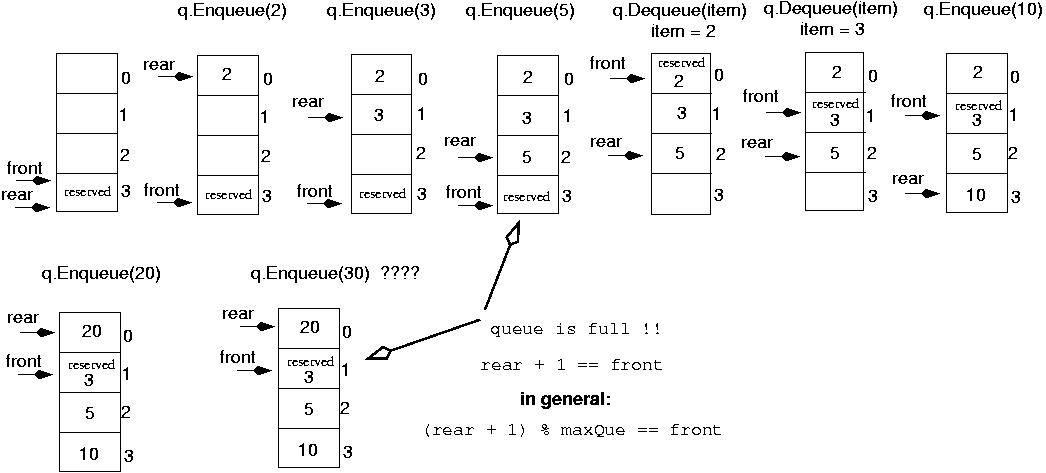 q.Enqueue(2)
q.Enqueue(3)
q.Enqueue(5)
q.Dequeue(item)
item = 2
q.Dequeue(item)
item = 3
q.Enqueue(10)
0
1
2
front
rear
reserved
3
rear
2
0
1
2
front
reserved
3
2
0
rear
3
1
2
front
reserved
3
2
0
3
1
rear
5
2
front
reserved
3
front
reserved
2
0
3
1
rear
5
2
3
2
0
front
reserved
3
1
rear
5
2
3
2
0
front
reserved
3
1
5
2
rear
10
3
q.Enqueue(20)
q.Enqueue(30) ????
rear
20
0
front
reserved
3
1
5
2
10
3
rear
20
0
front
reserved
3
1
5
2
10
3
queue is full !!
rear + 1 == front
in general:
(rear + 1) % maxQue == front